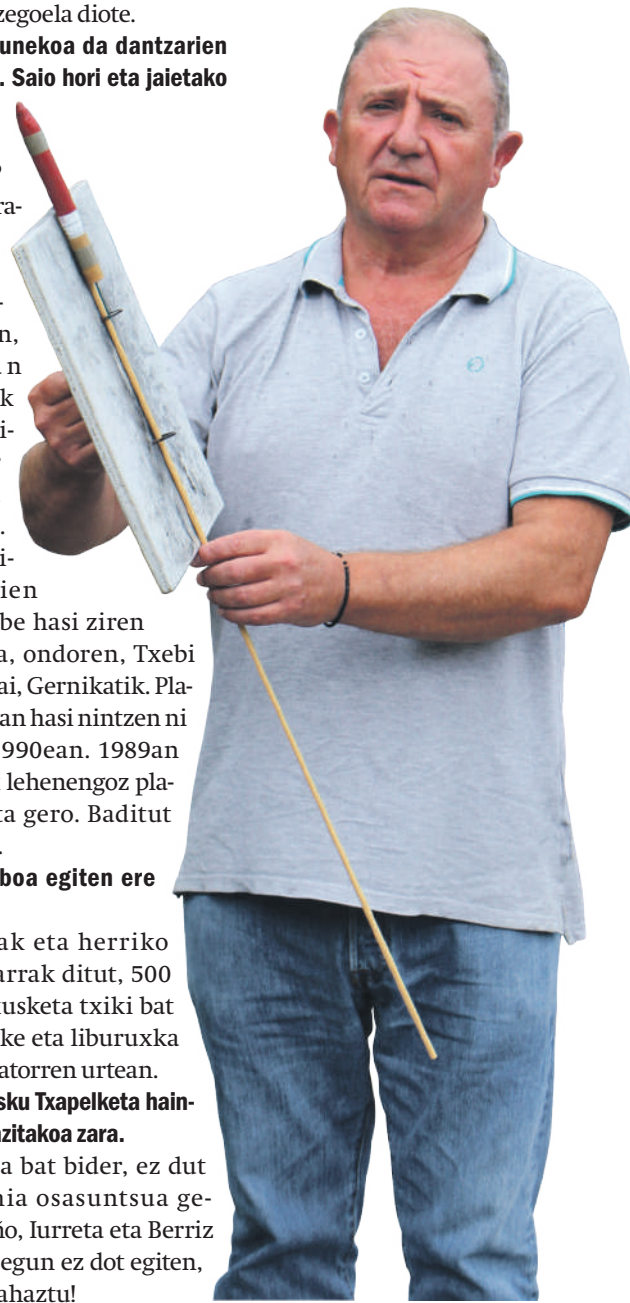 zegoela diote.
unekoa da dantzarien
. Saio hori eta jaietako
ra-
-
n,
n
k
i-
.
i-
ien
be hasi ziren
a, ondoren, Txebi
ai, Gernikatik. Pla-
an hasi nintzen ni
990ean. 1989an
lehenengoz pla-
ta gero. Baditut
.
boa egiten ere
ak eta herriko
arrak ditut, 500
usketa txiki bat
ke eta liburuxka
atorren urtean.
sku Txapelketa hain-
zitakoa zara.
a bat bider, ez dut
nia osasuntsua ge-
ño, Iurreta eta Berriz
egun ez dot egiten,
ahaztu!